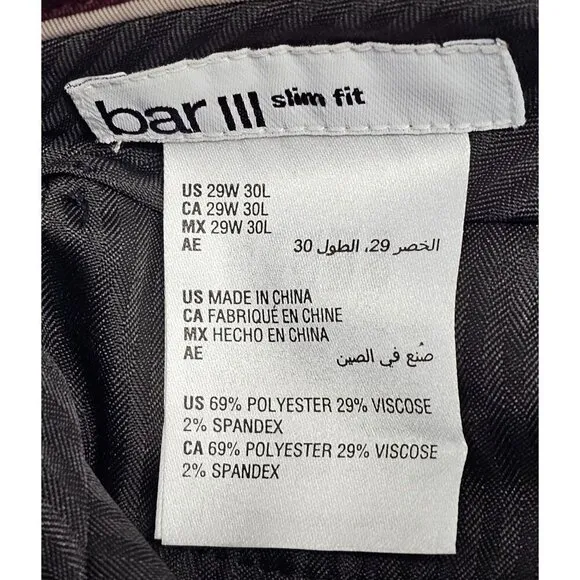 bar III slim fit
US 29W 30L
CA 29W 30L
MX 29W 30L
AE الخصر 29، الطول 30
US MADE IN CHINA
CA FABRIQUÉ EN CHINE
MX HECHO EN CHINA
AE صُنع في الصين
US 69% POLYESTER 29% VISCOSE
2% SPANDEX
CA 69% POLYESTER 29% VISCOSE
2% SPANDEX